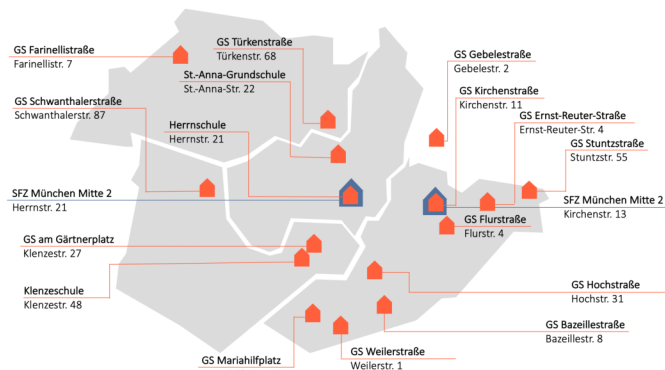 GS Farinellistraße
Farinellistr. 7
GS Türkenstraße
Türkenstr. 68
St.-Anna-Grundschule
St.-Anna-Str. 22
GS Schwanthalerstraße
Schwanthalerstr. 87
Herrnschule
Herrnstr. 21
SFZ München Mitte 2
Herrnstr. 21
GS am Gärtnerplatz
Klenzestr. 27
Klenzeschule
Klenzestr. 48
GS Mariahilfplatz
GS Gebelestraße
Gebelestr. 2
GS Kirchenstraße
Kirchenstr. 11
GS Ernst-Reuter-Straße
Ernst-Reuter-Str. 4
GS Stuntzstraße
Stuntzstr. 55
SFZ München Mitte 2
Kirchenstr. 13
GS Flurstraße
Flurstr. 4
GS Hochstraße
Hochstr. 31
GS Bazeillestraße
Bazeillestr. 8
GS Weilerstraße
Weilerstr. 1